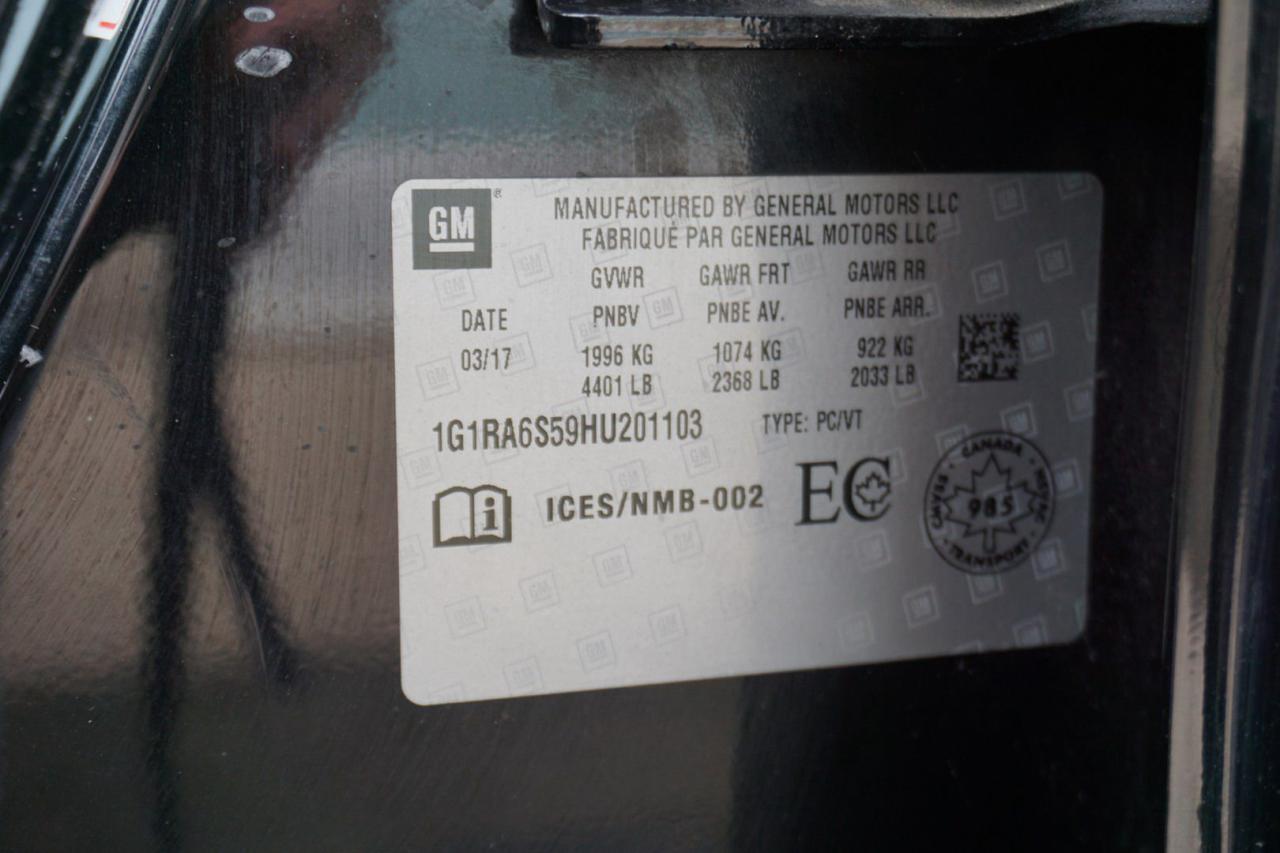 GM ®
MANUFACTURED BY GENERAL MOTORS LLC
FABRIQUÉ PAR GENERAL MOTORS LLC
GVWR GAWR FRT GAWR RR
DATE PNBV PNBE AV. PNBE ARR.
03/17 1996 KG 1074 KG 922 KG
4401 LB 2368 LB 2033 LB
1G1RA6S59HU201103 TYPE: PC/VT
i ICES/NMB-002 EC
CANADA
CMVSS 985 NSVAC
TRANSPORT